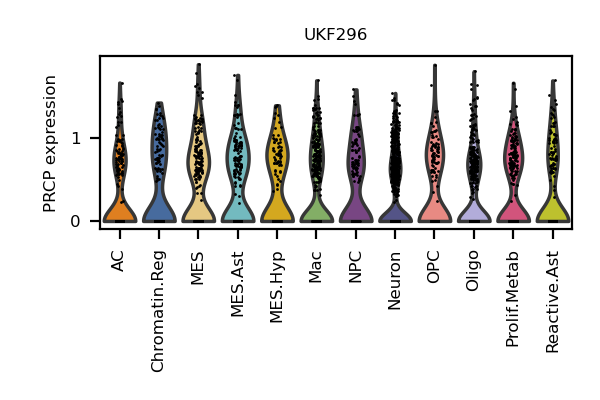 UKF296
PRCP expression
1
0
AC
Chromatin.Reg
MES
MES.Ast
MES.Hyp
Mac
NPC
Neuron
OPC
Oligo
Prolif.Metab
Reactive.Ast